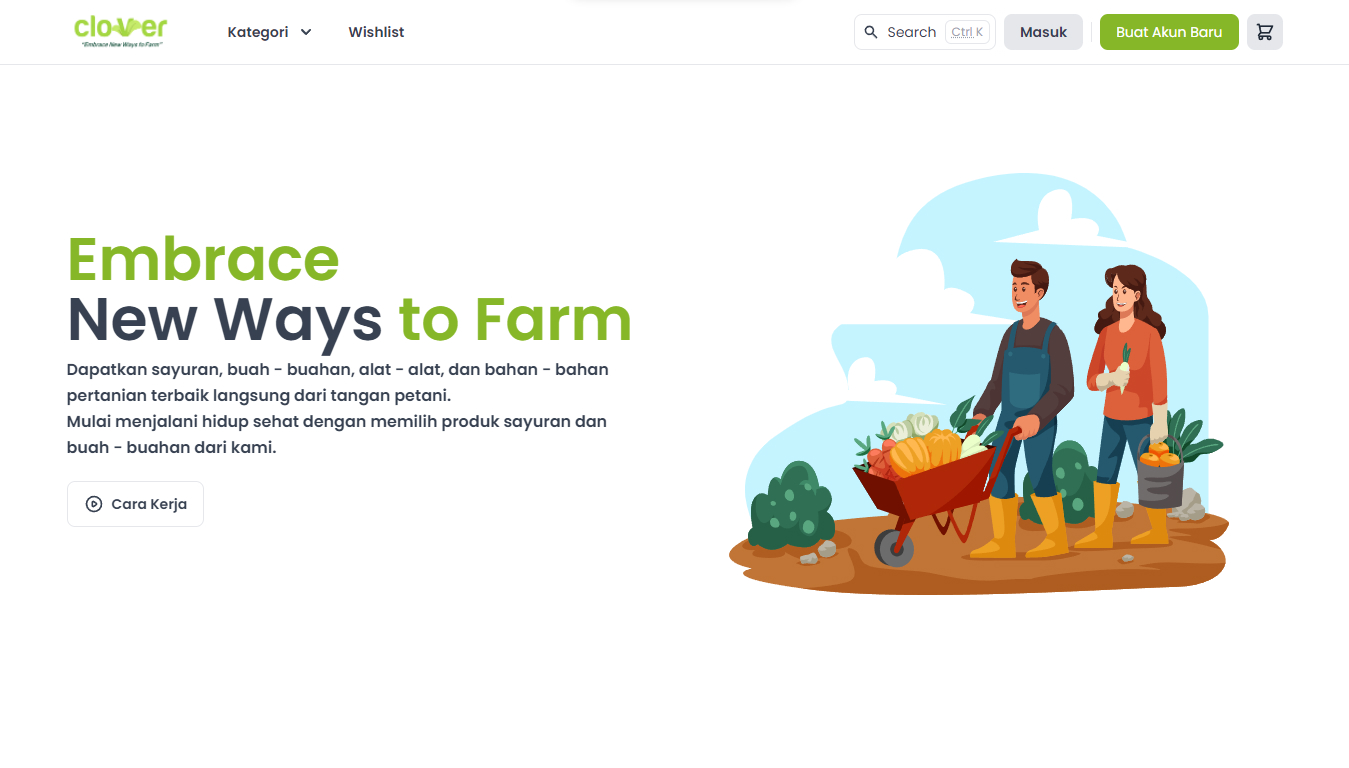 clover
"Embrace New Ways to Farm"
Kategori
Wishlist
Search
Ctrl K
Masuk
Buat Akun Baru
Embrace
New Ways to Farm
Dapatkan sayuran, buah - buahan, alat - alat, dan bahan - bahan
pertanian terbaik langsung dari tangan petani.
Mulai menjalani hidup sehat dengan memilih produk sayuran dan
buah - buahan dari kami.
Cara Kerja